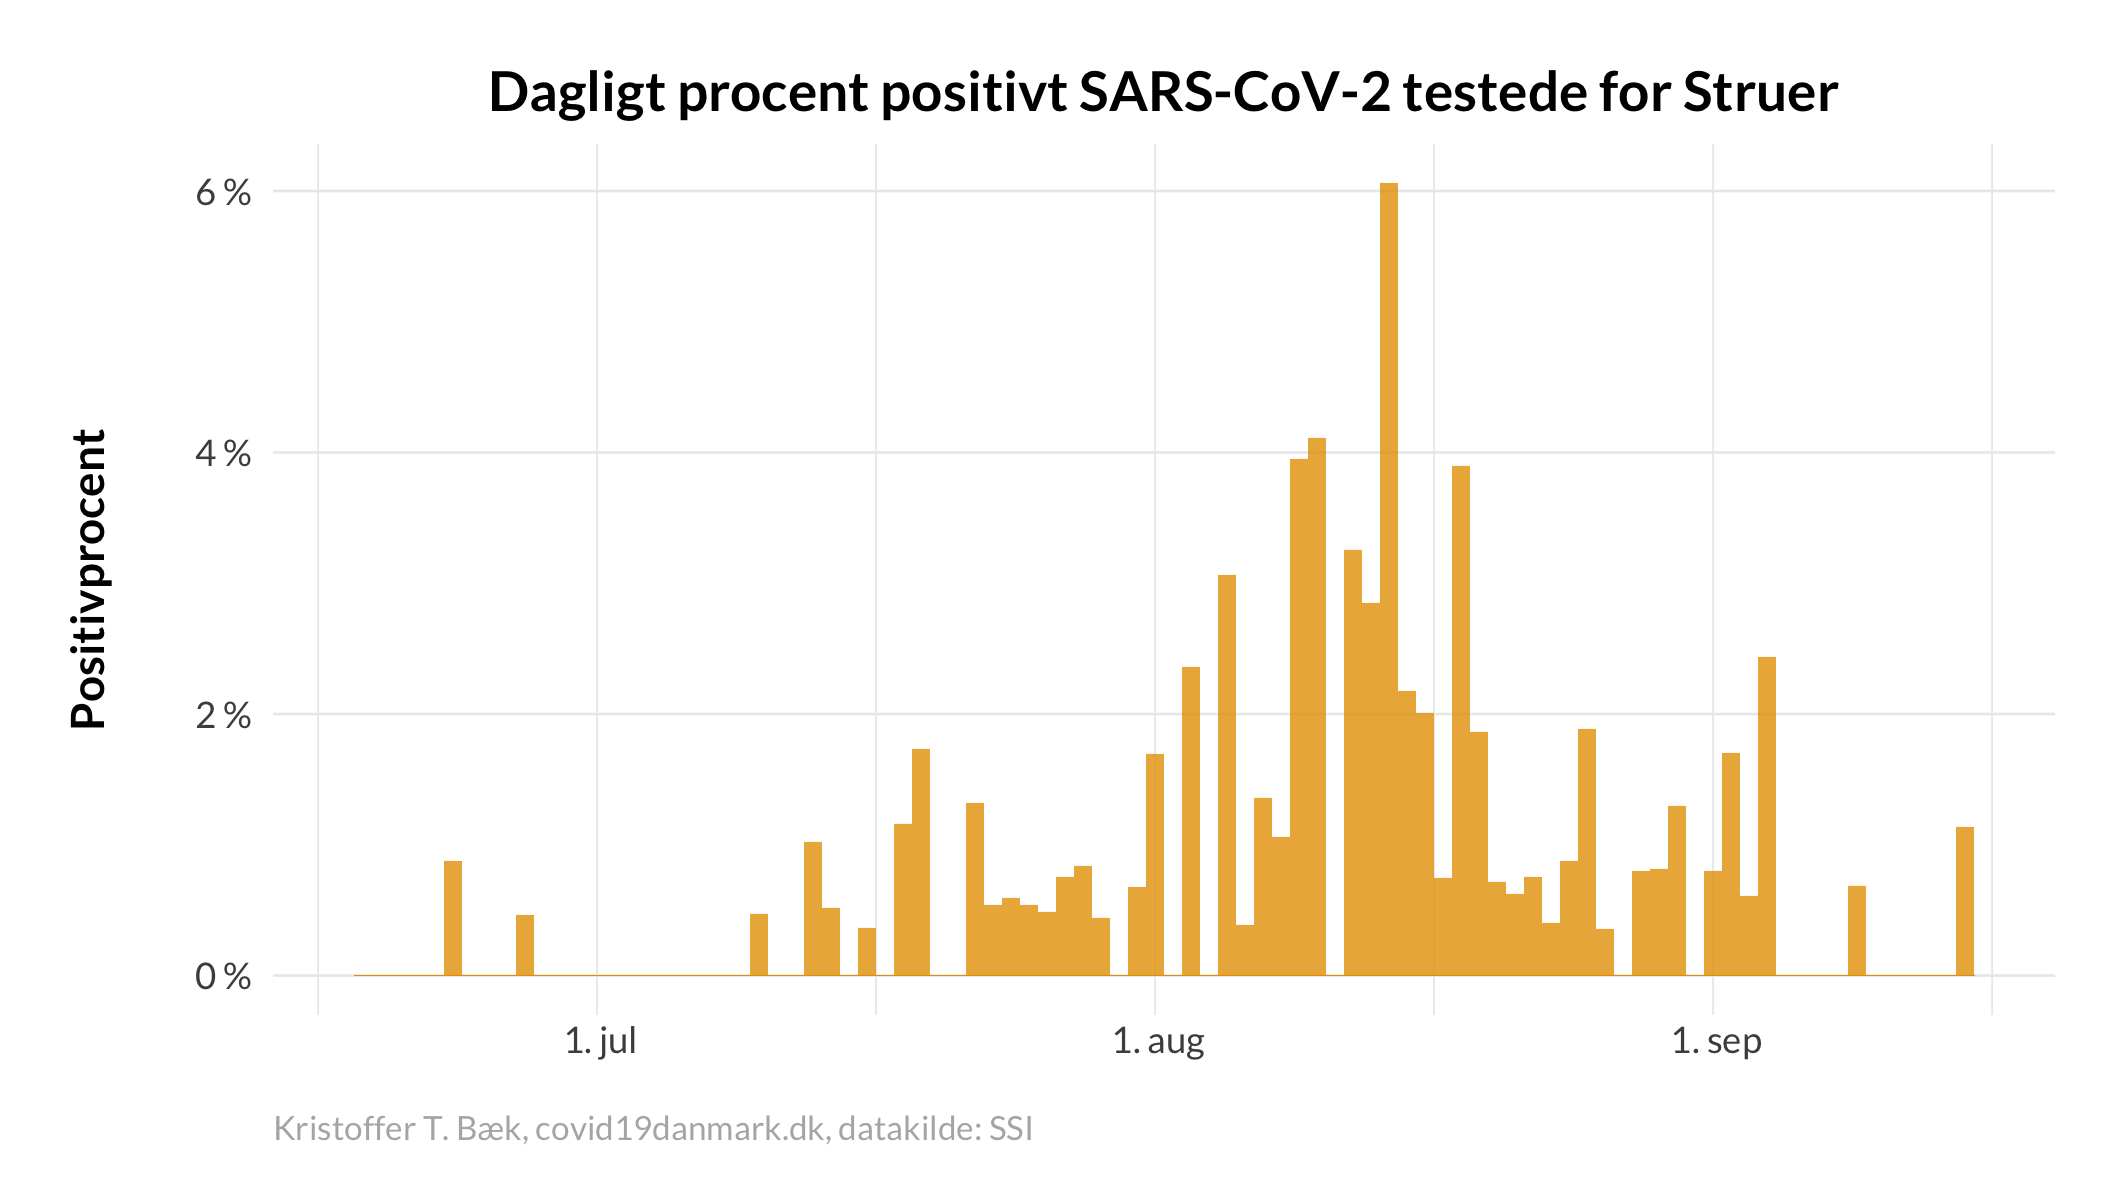 Dagligt procent positivt SARS-CoV-2 testede for Struer
Positivprocent
6 %
4 %
2 %
0 %
1. jul
1. aug
1. sep
Kristoffer T. Bæk, covid19danmark.dk, datakilde: SSI